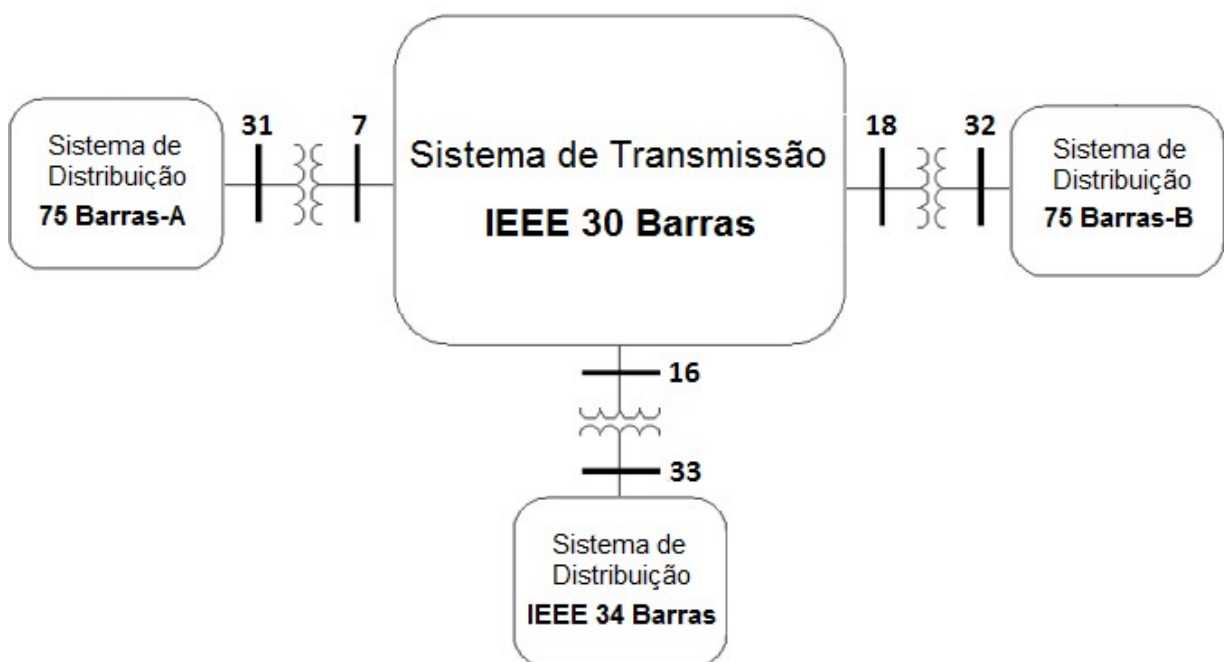 31
7
Sistema de
Distribuição
75 Barras-A
Sistema de Transmissão
IEEE 30 Barras
18
32
Sistema de
Distribuição
75 Barras-B
16
33
Sistema de
Distribuição
IEEE 34 Barras